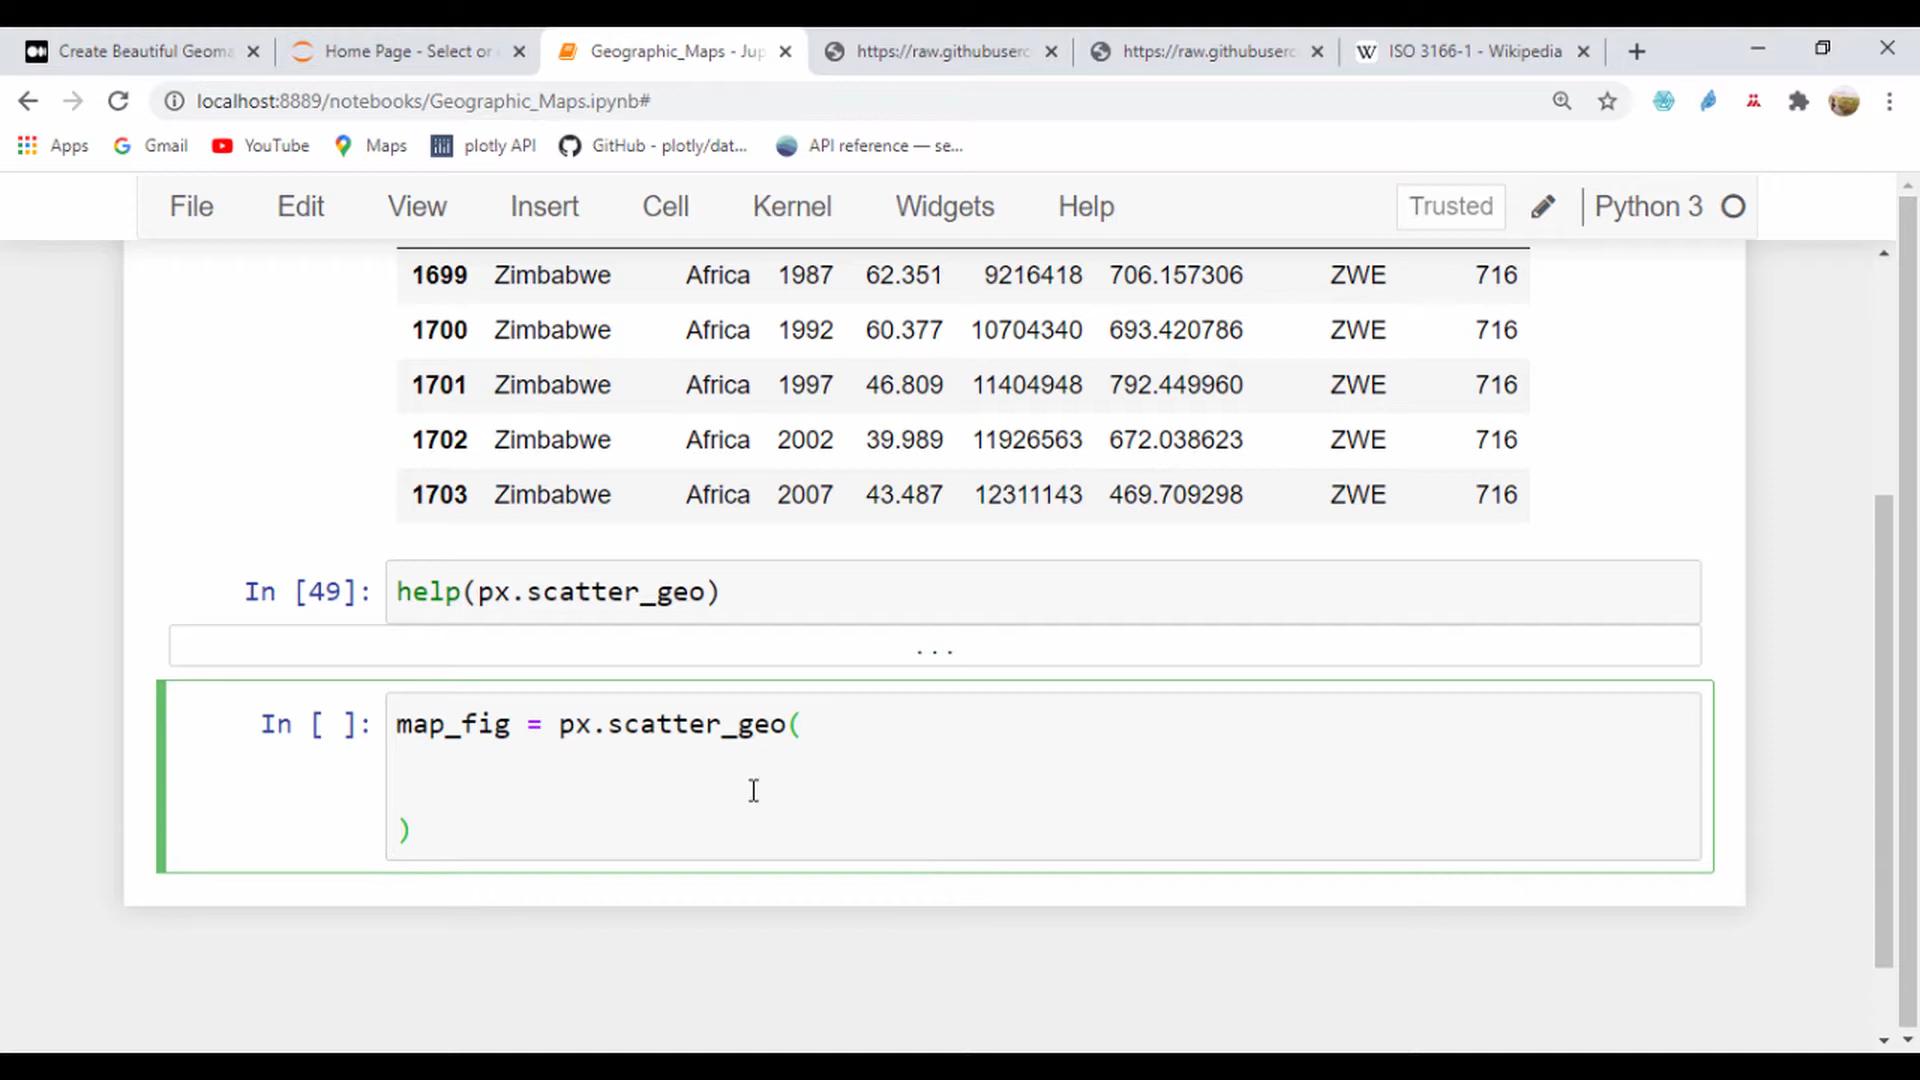 Create Beautiful Geoma
Home Page - Select or
Geographic_Maps - Jup
https://raw.githubuserc
https://raw.githubuserc
W ISO 3166-1 - Wikipedia
localhost:8889/notebooks/Geographic_Maps.ipynb#
Apps Gmail YouTube Maps plotly API GitHub - plotly/dat... API reference — se...
File Edit View Insert Cell Kernel Widgets Help Trusted Python 3
1699 Zimbabwe Africa 1987 62.351 9216418 706.157306 ZWE 716
1700 Zimbabwe Africa 1992 60.377 10704340 693.420786 ZWE 716
1701 Zimbabwe Africa 1997 46.809 11404948 792.449960 ZWE 716
1702 Zimbabwe Africa 2002 39.989 11926563 672.038623 ZWE 716
1703 Zimbabwe Africa 2007 43.487 12311143 469.709298 ZWE 716
In [49]: help(px.scatter_geo)
...
In [ ]: map_fig = px.scatter_geo(
)